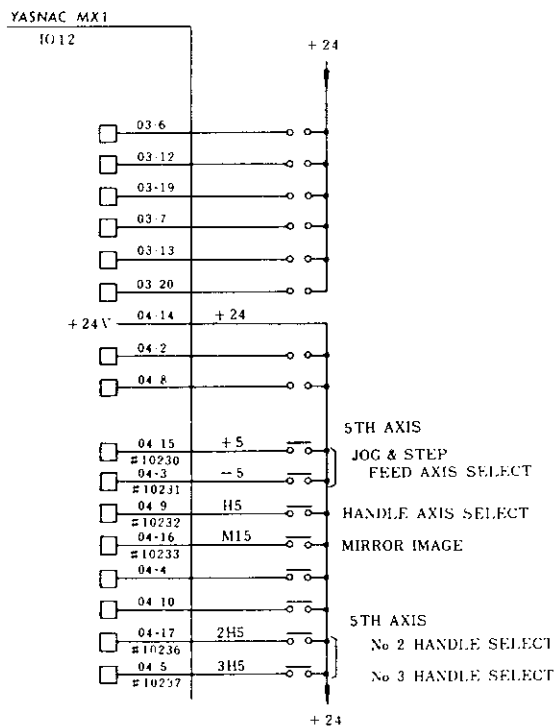 YASNAC MX1
IO12
+24
03-6
03-12
03-19
03-7
03-13
03 20
+24V 04-14 +24
04-2
04 8
5TH AXIS
04 15 +5 JOG & STEP
#10230 FEED AXIS SELECT
04-3 −5
#10231
04 9 H5 HANDLE AXIS SELECT
#10232
04-16 M15 MIRROR IMAGE
#10233
04-4
04 10
5TH AXIS
04-17 2H5 No 2 HANDLE SELECT
#10236
04 5 3H5 No 3 HANDLE SELECT
#10237
+24